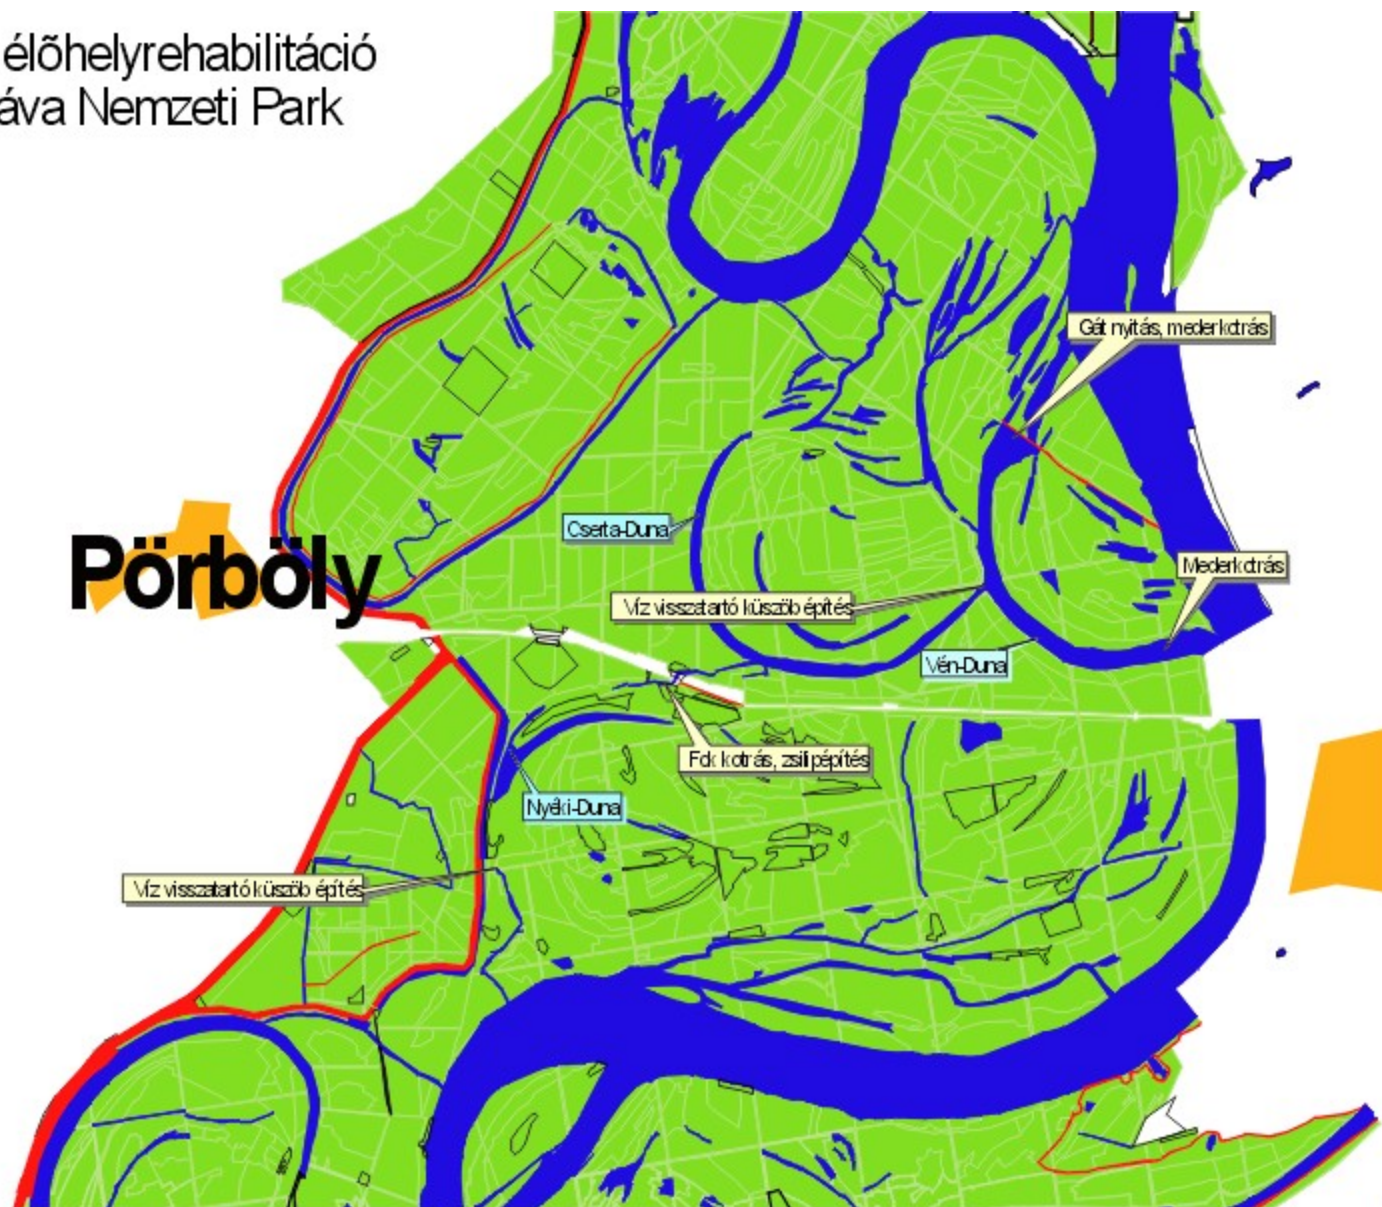 élõhelyrehabilitáció
áva Nemzeti Park
Gát nyitás, mederkotrás
Cserta-Duna
Mederkotrás
Pörböly
Víz visszatartó küszöb építés
Vén-Duna
Fok kotrás, zsilipépítés
Nyéki-Duna
Víz visszatartó küszöb építés